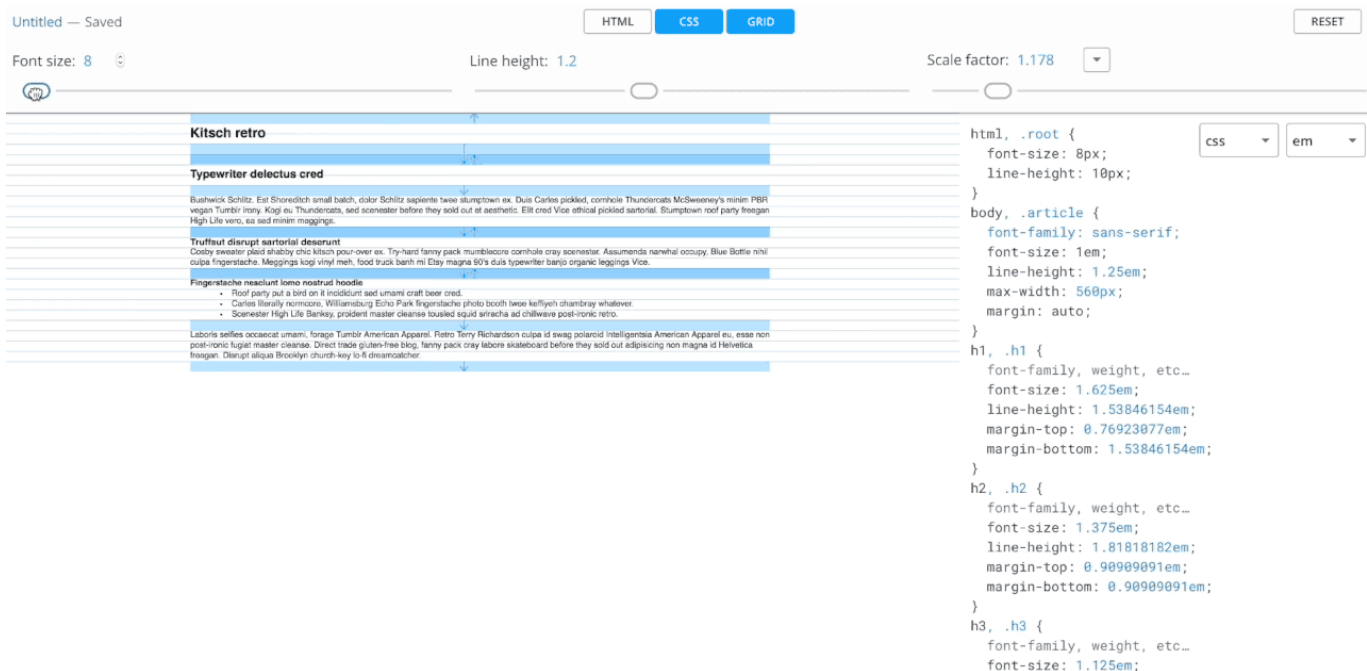 Untitled — Saved
HTML
CSS
GRID
RESET
Font size: 8
Line height: 1.2
Scale factor: 1.178
Kitsch retro
Typewriter delectus cred
Bushwick Schlitz. Est Shoreditch small batch, dolor Schlitz sapiente twee stumptown ex. Duis Carles pickled, cornhole Thundercats McSweeney's minim PBR
vegan Tumblr irony. Kogi eu Thundercats, sed scenester before they sold out et aesthetic. Elit cred Vice ethical pickled sartorial. Stumptown roof party freegan
High Life vero, ea sed minim meggings.
Truffaut disrupt sartorial deserunt
Cosby sweater plaid shabby chic kitsch pour-over ex. Try-hard fanny pack mumblecore cornhole cray scenester. Assumenda narwhal occupy, Blue Bottle nihil
culpa fingerstache. Meggings kogi vinyl meh, food truck banh mi Etsy magna 90's duis typewriter banjo organic leggings Vice.
Fingerstache nesciunt lomo nostrud hoodie
• Roof party put a bird on it incididunt sed umami craft beer cred.
• Carles literally normcore, Williamsburg Echo Park fingerstache photo booth twee keffiyeh chambray whatever.
• Scenester High Life Banksy, proident master cleanse tousled squid sriracha ad chillwave post-ironic retro.
Laboris selfies occaecat umami, forage Tumblr American Apparel. Retro Terry Richardson culpa id swag polaroid Intelligentsia American Apparel eu, esse non
post-ironic fugiat master cleanse. Direct trade gluten-free blog, fanny pack cray labore skateboard before they sold out adipisicing non magna id Helvetica
freegan. Disrupt aliqua Brooklyn church-key lo-fi dreamcatcher.
css
em
html, .root {
font-size: 8px;
line-height: 10px;
}
body, .article {
font-family: sans-serif;
font-size: 1em;
line-height: 1.25em;
max-width: 560px;
margin: auto;
}
h1, .h1 {
font-family, weight, etc…
font-size: 1.625em;
line-height: 1.53846154em;
margin-top: 0.76923077em;
margin-bottom: 1.53846154em;
}
h2, .h2 {
font-family, weight, etc…
font-size: 1.375em;
line-height: 1.81818182em;
margin-top: 0.90909091em;
margin-bottom: 0.90909091em;
}
h3, .h3 {
font-family, weight, etc…
font-size: 1.125em;